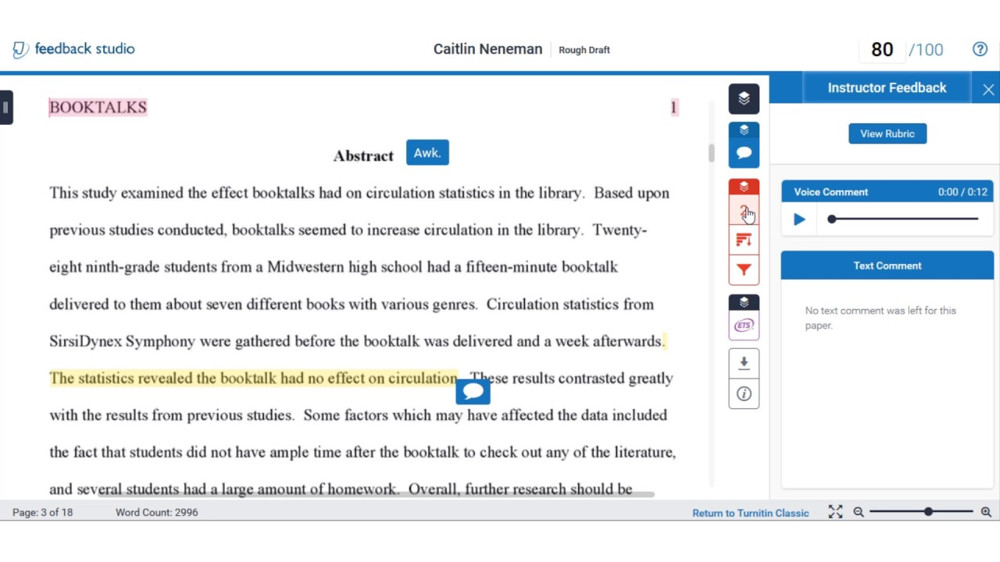 feedback studio
Caitlin Neneman Rough Draft
80 /100
Instructor Feedback
View Rubric
Voice Comment 0:00 / 0:12
Text Comment
No text comment was left for this
paper.
BOOKTALKS 1
Abstract Awk.
This study examined the effect booktalks had on circulation statistics in the library. Based upon
previous studies conducted, booktalks seemed to increase circulation in the library. Twenty-
eight ninth-grade students from a Midwestern high school had a fifteen-minute booktalk
delivered to them about seven different books with various genres. Circulation statistics from
SirsiDynex Symphony were gathered before the booktalk was delivered and a week afterwards.
The statistics revealed the booktalk had no effect on circulation. These results contrasted greatly
with the results from previous studies. Some factors which may have affected the data included
the fact that students did not have ample time after the booktalk to check out any of the literature,
and several students had a large amount of homework. Overall, further research should be
ETS
Page: 3 of 18 Word Count: 2996 Return to Turnitin Classic